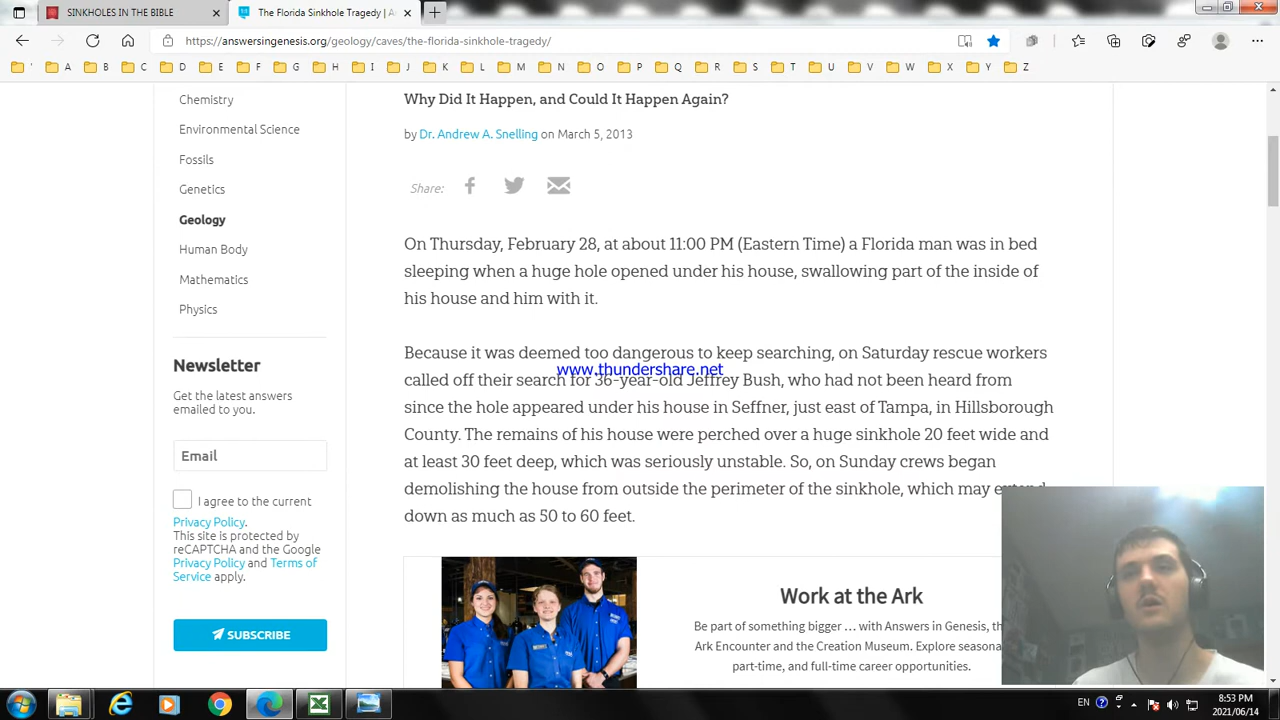 SINKHOLES IN THE BIBLE
The Florida Sinkhole Tragedy | A
https://answersingenesis.org/geology/caves/the-florida-sinkhole-tragedy/
' A B C D E F G H I J K L M N O P Q R S T U V W X Y Z
Chemistry
Environmental Science
Fossils
Genetics
Geology
Human Body
Mathematics
Physics
Newsletter
Get the latest answers
emailed to you.
Email
I agree to the current
Privacy Policy.
This site is protected by
reCAPTCHA and the Google
Privacy Policy and Terms of
Service apply.
SUBSCRIBE
Why Did It Happen, and Could It Happen Again?
by Dr. Andrew A. Snelling on March 5, 2013
Share:
On Thursday, February 28, at about 11:00 PM (Eastern Time) a Florida man was in bed
sleeping when a huge hole opened under his house, swallowing part of the inside of
his house and him with it.
Because it was deemed too dangerous to keep searching, on Saturday rescue workers
www.thundershare.net
called off their search for 36-year-old Jeffrey Bush, who had not been heard from
since the hole appeared under his house in Seffner, just east of Tampa, in Hillsborough
County. The remains of his house were perched over a huge sinkhole 20 feet wide and
at least 30 feet deep, which was seriously unstable. So, on Sunday crews began
demolishing the house from outside the perimeter of the sinkhole, which may extend
down as much as 50 to 60 feet.
Work at the Ark
Be part of something bigger … with Answers in Genesis, th
Ark Encounter and the Creation Museum. Explore seasona
part-time, and full-time career opportunities.
EN
8:53 PM
2021/06/14